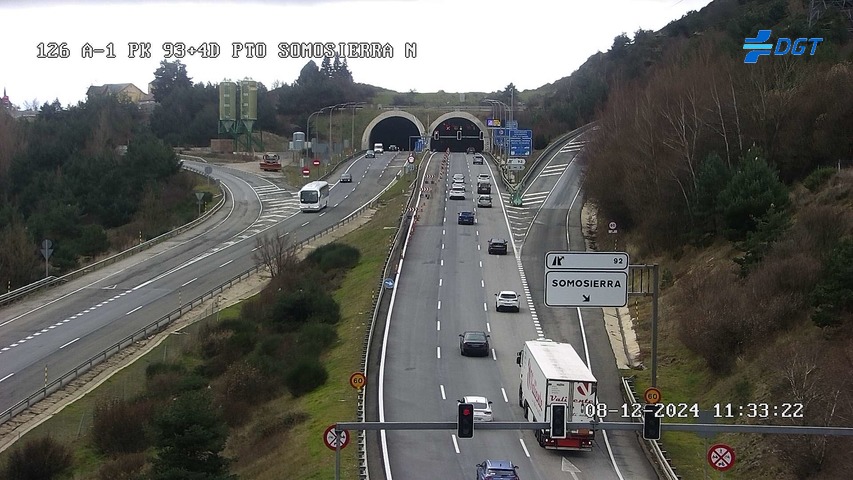 126 A-1 PK 93+4D PTO SOMOSIERRA N
DGT
92
SOMOSIERRA
60
60
08-12-2024 11:33:22